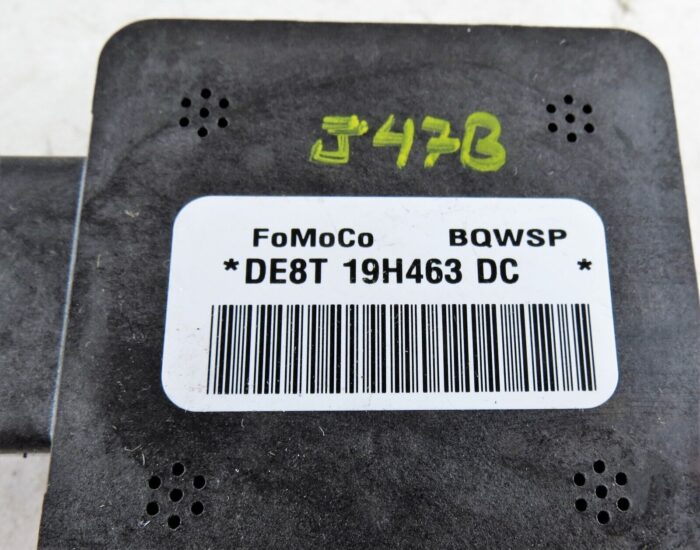 J47B
FoMoCo BQWSP
*DE8T 19H463 DC *